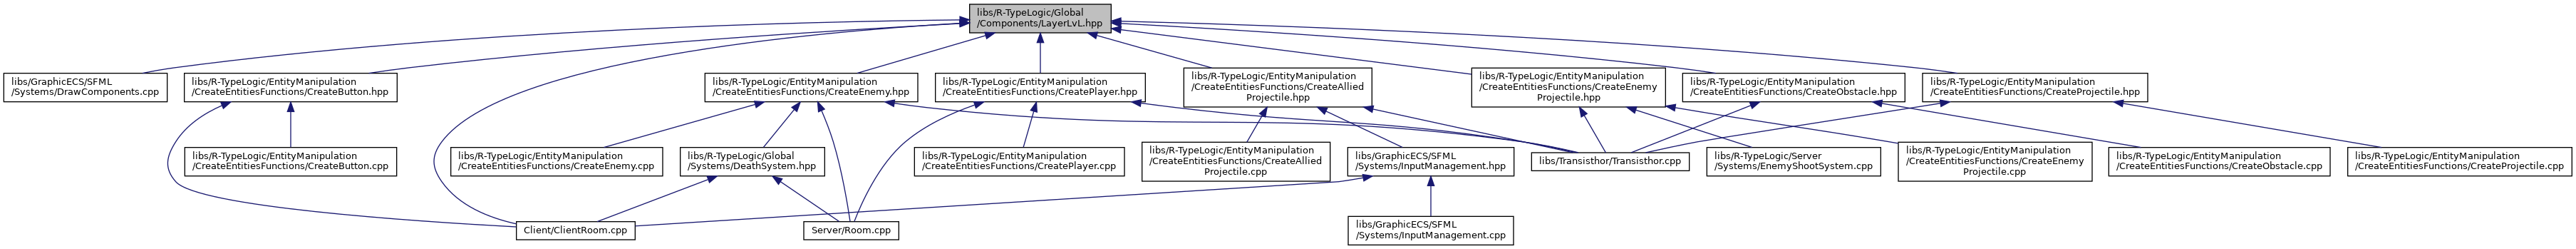 libs/R-TypeLogic/Global
/Components/LayerLvL.hpp
libs/GraphicECS/SFML
/Systems/DrawComponents.cpp
libs/R-TypeLogic/EntityManipulation
/CreateEntitiesFunctions/CreateButton.hpp
libs/R-TypeLogic/EntityManipulation
/CreateEntitiesFunctions/CreateEnemy.hpp
libs/R-TypeLogic/EntityManipulation
/CreateEntitiesFunctions/CreatePlayer.hpp
libs/R-TypeLogic/EntityManipulation
/CreateEntitiesFunctions/CreateAllied
Projectile.hpp
libs/R-TypeLogic/EntityManipulation
/CreateEntitiesFunctions/CreateEnemy
Projectile.hpp
libs/R-TypeLogic/EntityManipulation
/CreateEntitiesFunctions/CreateObstacle.hpp
libs/R-TypeLogic/EntityManipulation
/CreateEntitiesFunctions/CreateProjectile.hpp
libs/R-TypeLogic/EntityManipulation
/CreateEntitiesFunctions/CreateButton.cpp
libs/R-TypeLogic/EntityManipulation
/CreateEntitiesFunctions/CreateEnemy.cpp
libs/R-TypeLogic/Global
/Systems/DeathSystem.hpp
libs/R-TypeLogic/EntityManipulation
/CreateEntitiesFunctions/CreatePlayer.cpp
libs/R-TypeLogic/EntityManipulation
/CreateEntitiesFunctions/CreateAllied
Projectile.cpp
libs/GraphicECS/SFML
/Systems/InputManagement.hpp
libs/Transisthor/Transisthor.cpp
libs/R-TypeLogic/Server
/Systems/EnemyShootSystem.cpp
libs/R-TypeLogic/EntityManipulation
/CreateEntitiesFunctions/CreateEnemy
Projectile.cpp
libs/R-TypeLogic/EntityManipulation
/CreateEntitiesFunctions/CreateObstacle.cpp
libs/R-TypeLogic/EntityManipulation
/CreateEntitiesFunctions/CreateProjectile.cpp
Client/ClientRoom.cpp
Server/Room.cpp
libs/GraphicECS/SFML
/Systems/InputManagement.cpp